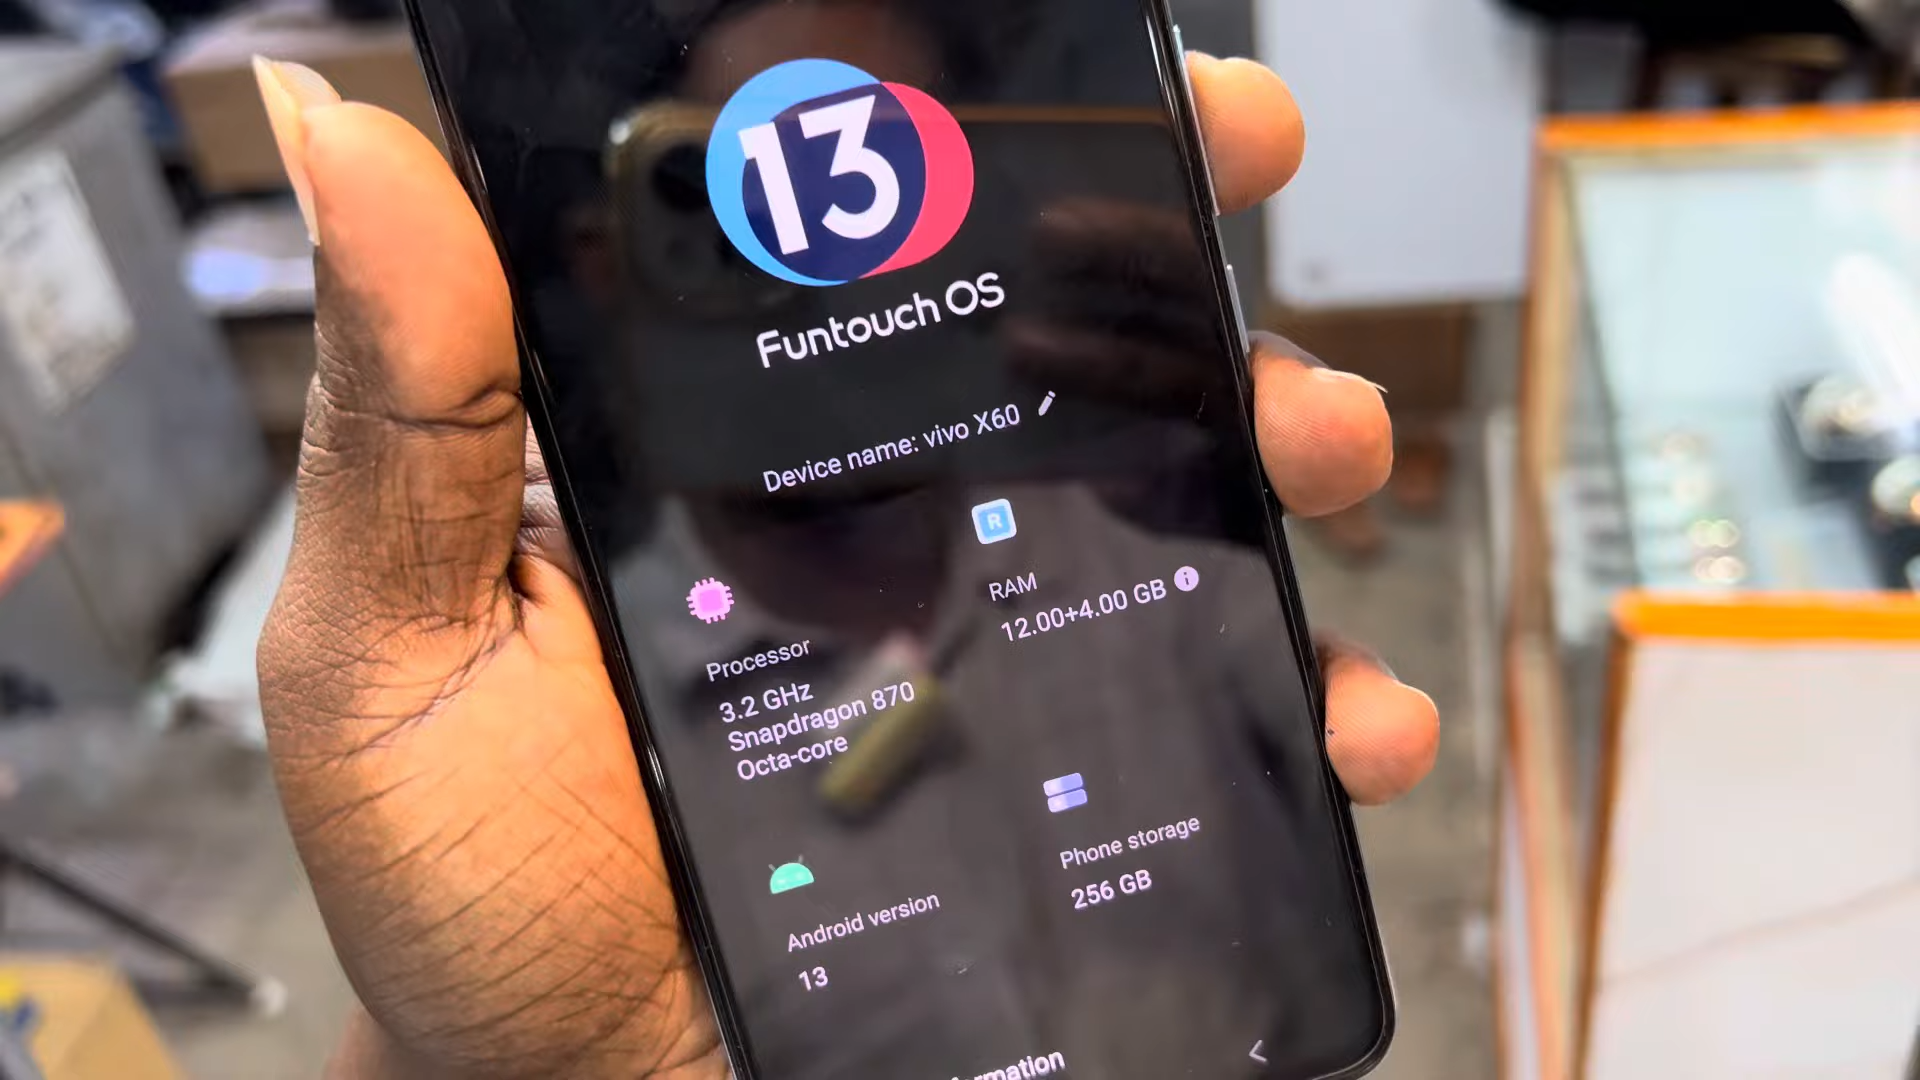 13
Funtouch OS
Device name: vivo X60
R
RAM
12.00+4.00 GB
Processor
3.2 GHz
Snapdragon 870
Octa-core
Phone storage
256 GB
Android version
13